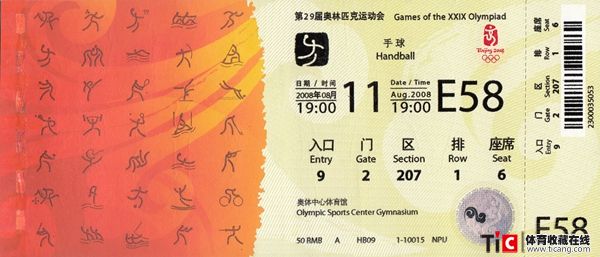 第29届奥林匹克运动会 Games of the XXIX Olympiad
手球
Handball
Beijing 2008
日期 / 时间
2008年08月
19:00
11
Date / Time
Aug.2008
19:00
E58
入口 门 区 排 座席
Entry Gate Section Row Seat
9 2 207 1 6
奥体中心体育馆
Olympic Sports Center Gymnasium
50 RMB A HB09 1-10015 NPU
座席 Seat 6
排 Row 1
区 Section 207
门 Gate 2
入口 Entry 9
2300035053
E58
TiC 体育收藏在线
www.ticang.com